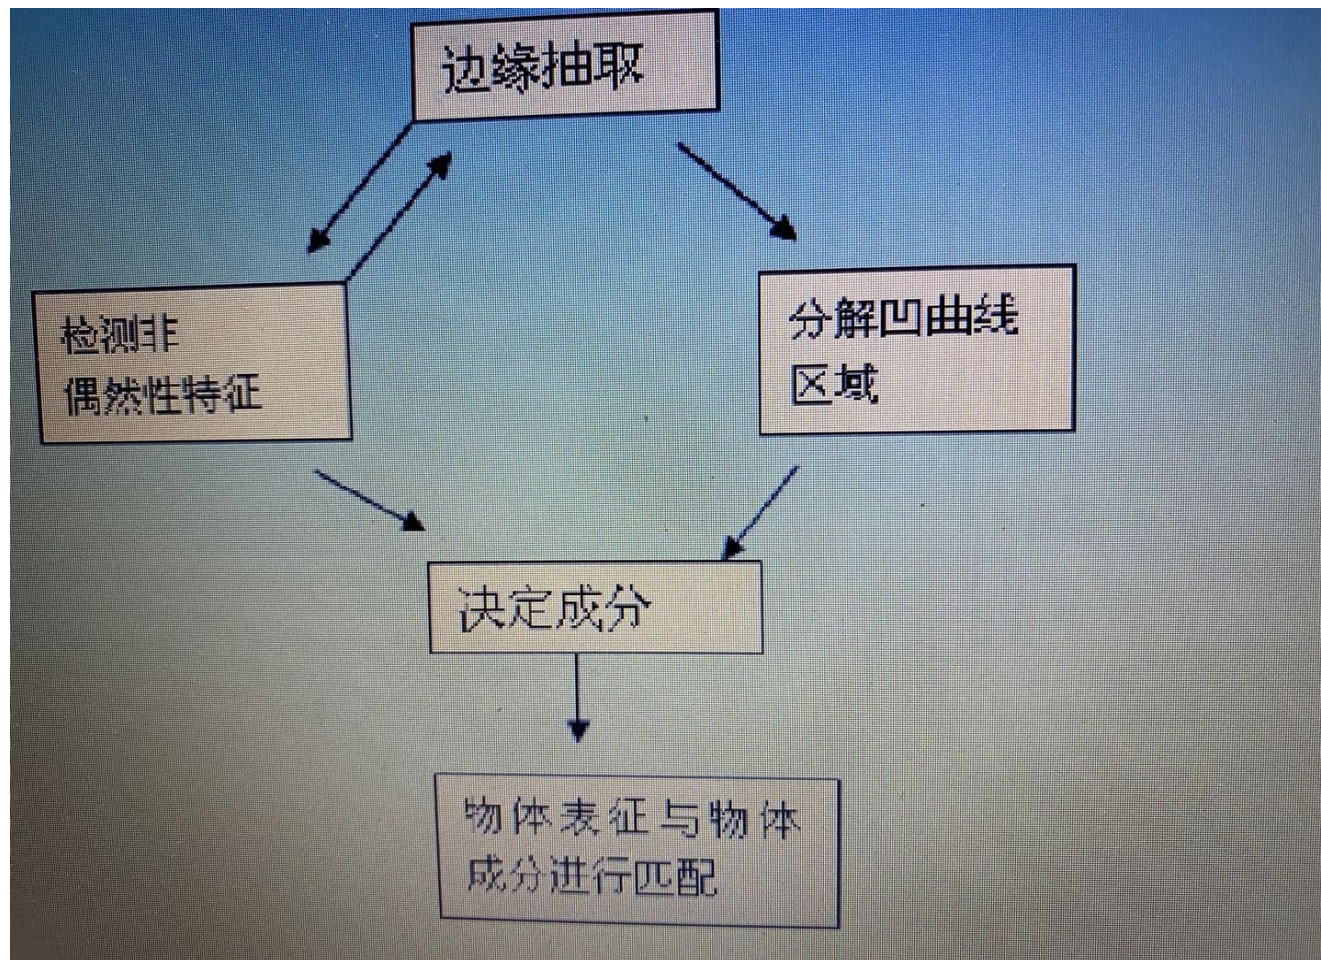 边缘抽取
检测非
偶然性特征
分解凹曲线
区域
决定成分
物体表征与物体
成分进行匹配